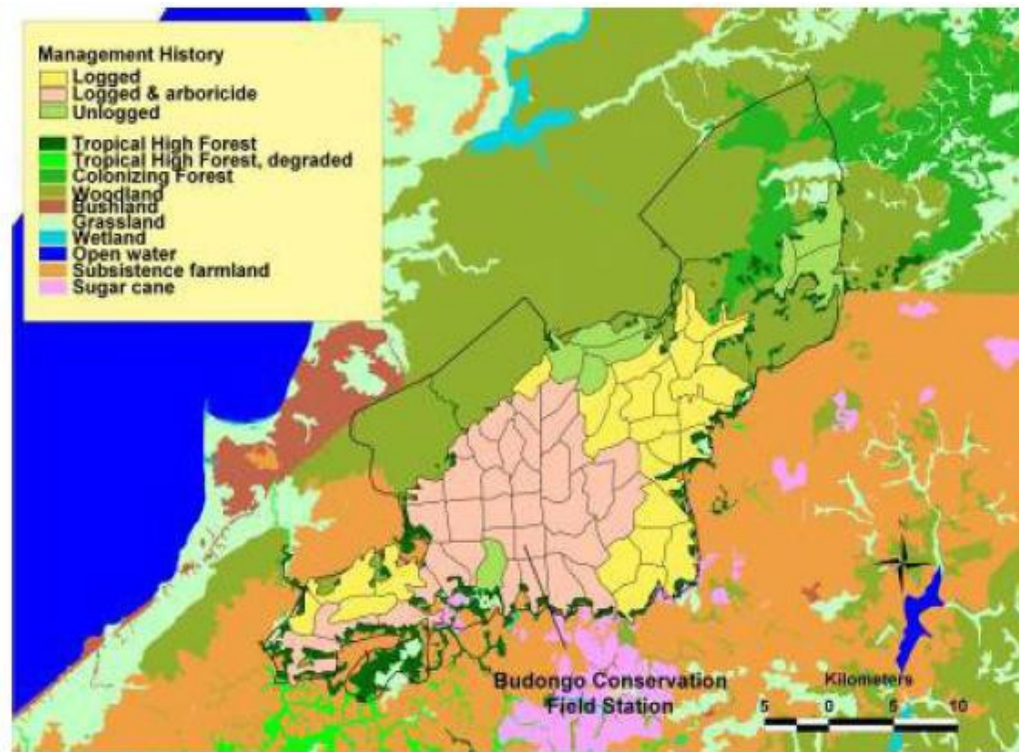 Management History
Logged
Logged & arboricide
Unlogged
Tropical High Forest
Tropical High Forest, degraded
Colonizing Forest
Woodland
Bushland
Grassland
Wetland
Open water
Subsistence farmland
Sugar cane
Budongo Conservation
Field Station
Kilometers
5 0 5 10